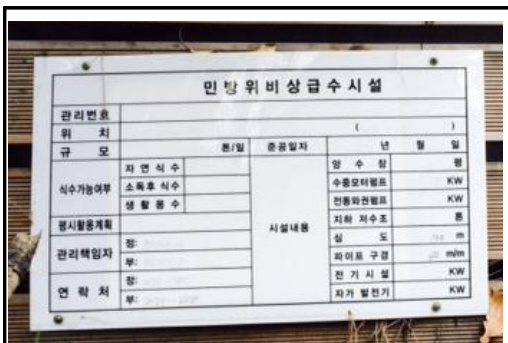 민방위비상급수시설
관리번호
위 치 ( )
규 모 톤/일 준공일자 년 월 일
식수가능여부 자연식수 소독후 식수 생활용수
평시활용계획
관리책임자 정: 부:
연락처 정: 부:
시설내용
양수장 평
수중모터펌프 KW
전동와권펌프 KW
지하 저수조 톤
심 도 m
파이프 구경 m/m
전기시설 KW
자가 발전기 KW